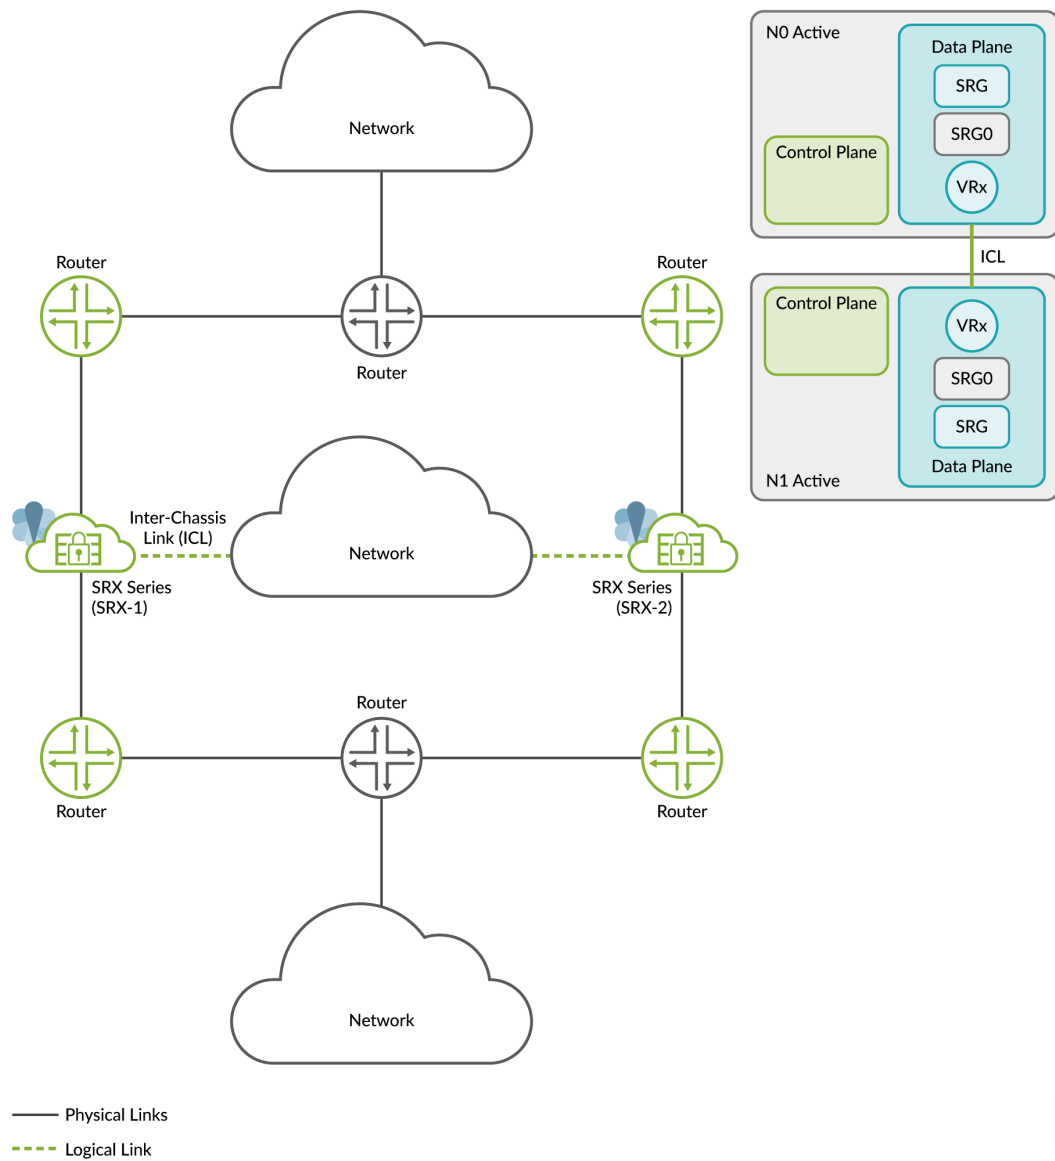 Network
Router
Router
Router
Inter-Chassis
Link (ICL)
Network
SRX Series
(SRX-1)
SRX Series
(SRX-2)
Router
Router
Router
Network
Physical Links
Logical Link
N0 Active
Data Plane
SRG
SRG0
Control Plane
VRx
ICL
Control Plane
VRx
SRG0
SRG
Data Plane
N1 Active